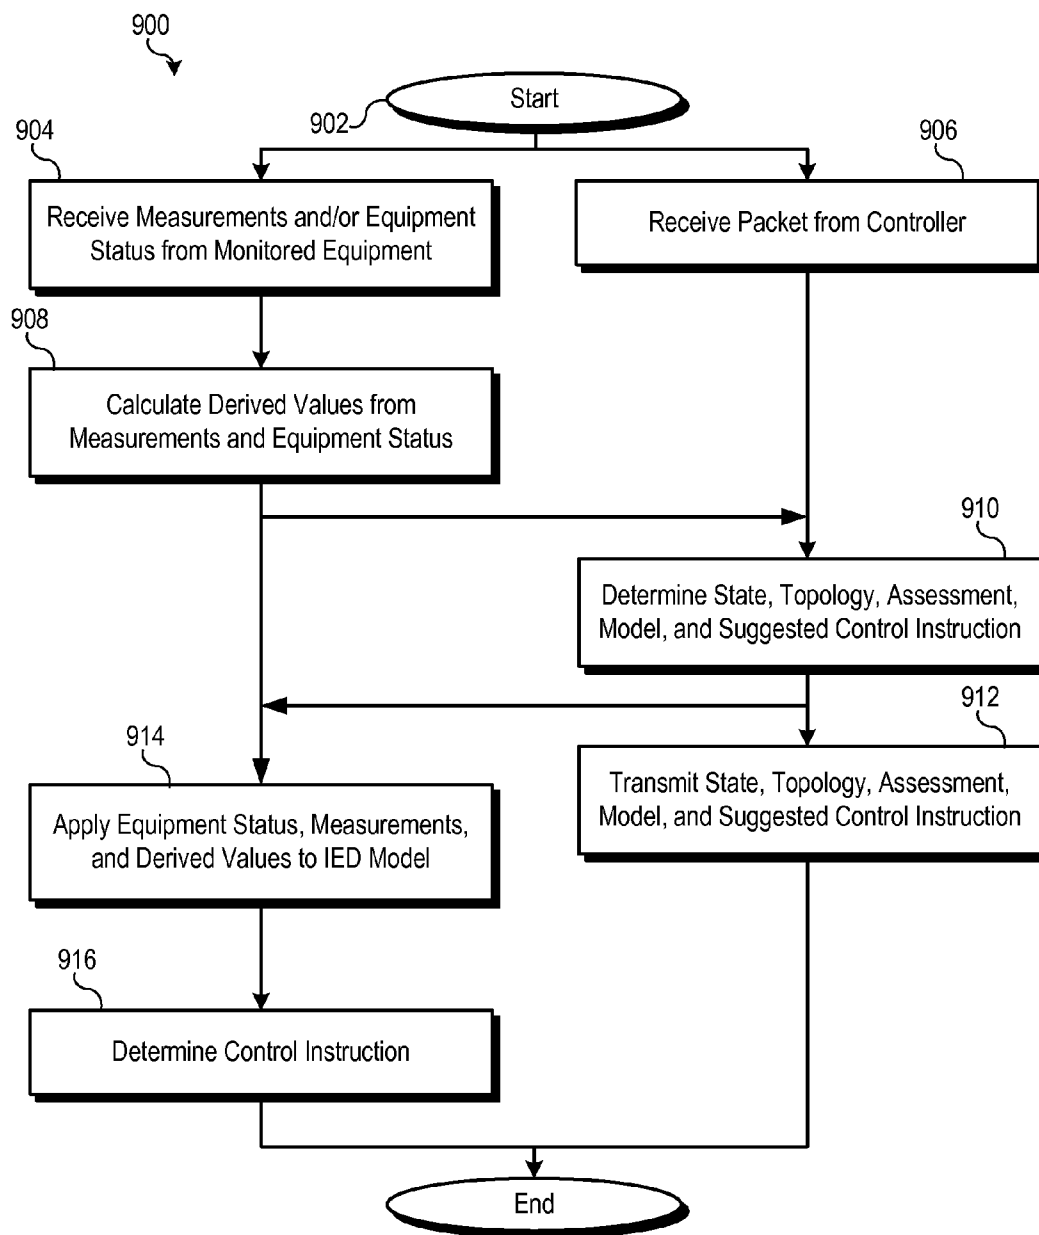 900
902
Start
904
906
Receive Measurements and/or Equipment
Status from Monitored Equipment
Receive Packet from Controller
908
Calculate Derived Values from
Measurements and Equipment Status
910
Determine State, Topology, Assessment,
Model, and Suggested Control Instruction
912
Transmit State, Topology, Assessment,
Model, and Suggested Control Instruction
914
Apply Equipment Status, Measurements,
and Derived Values to IED Model
916
Determine Control Instruction
End